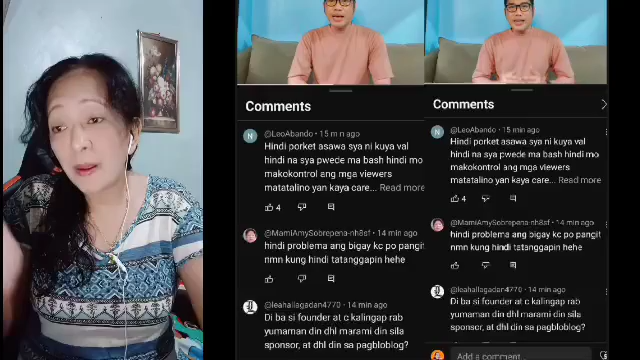 Comments
@LeoAbando • 15 min ago
Hindi porket asawa sya ni kuya val
hindi na sya pwede ma bash hindi mo
makokontrol ang mga viewers
matatalino yan kaya care... Read more
4
@MamiAmySobrepena-nh8sf • 14 min ago
hindi problema ang bigay kc po pangit
nmn kung hindi tatanggapin hehe
@leahallagadan4770 • 14 min ago
Di ba si founder at c kalingap rab
yumaman din dhl marami din sila
sponsor, at dhl din sa pagbloblog?
Comments
@LeoAbando • 15 min ago
Hindi porket asawa sya ni kuya val
hindi na sya pwede ma bash hindi mo
makokontrol ang mga viewers
matatalino yan kaya care... Read more
4
@MamiAmySobrepena-nh8sf • 14 min ago
hindi problema ang bigay kc po pangit
nmn kung hindi tatanggapin hehe
@leahallagadan4770 • 14 min ago
Di ba si founder at c kalingap rab
yumaman din dhl marami din sila
sponsor, at dhl din sa pagbloblog?
Add a comment...